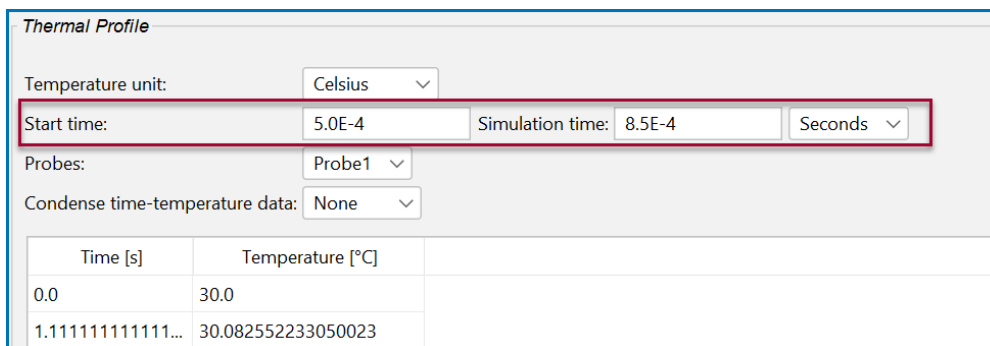 Thermal Profile
Temperature unit: Celsius
Start time: 5.0E-4 Simulation time: 8.5E-4 Seconds
Probes: Probe1
Condense time-temperature data: None
Time [s] Temperature [°C]
0.0 30.0
1.111111111111... 30.082552233050023